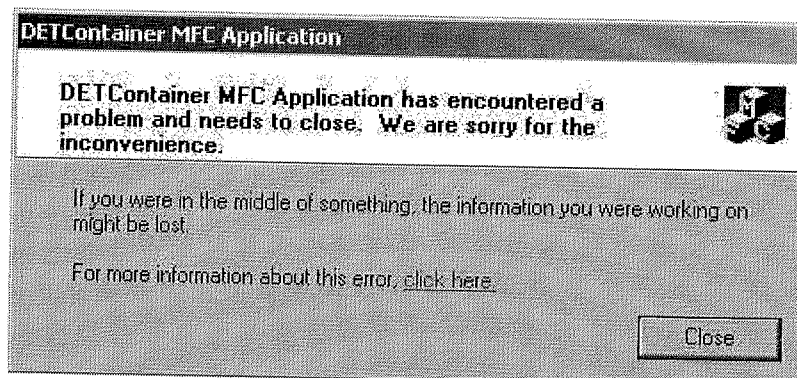 DETContainer MFC Application
DETContainer MFC Application has encountered a
problem and needs to close.  We are sorry for the
inconvenience.
If you were in the middle of something, the information you were working on
might be lost.
For more information about this error, click here.
Close